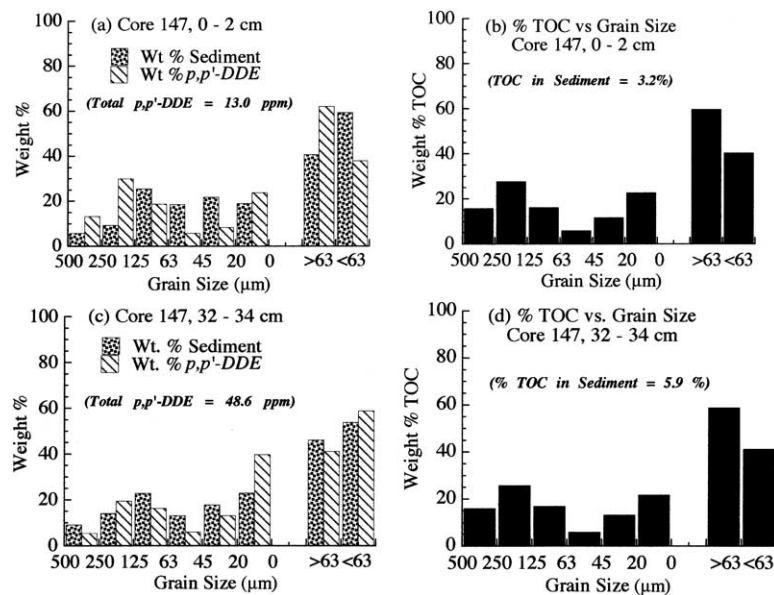 (a) Core 147, 0 - 2 cm
Wt % Sediment
Wt % p,p'-DDE
(Total p,p'-DDE = 13.0 ppm)
Weight %
100
80
60
40
20
0
500 250 125 63 45 20 0 >63 <63
Grain Size (µm)
(b) % TOC vs Grain Size
Core 147, 0-2 cm
(TOC in Sediment = 3.2%)
Weight % TOC
100
80
60
40
20
0
500 250 125 63 45 20 0 >63 <63
Grain Size (µm)
(c) Core 147, 32 - 34 cm
Wt. % Sediment
Wt. % p,p'-DDE
(Total p,p'-DDE = 48.6 ppm)
Weight %
100
80
60
40
20
0
500 250 125 63 45 20 0 >63 <63
Grain Size (µm)
(d) % TOC vs. Grain Size
Core 147, 32 - 34 cm
(% TOC in Sediment = 5.9 %)
Weight % TOC
100
80
60
40
20
0
500 250 125 63 45 20 0 >63 <63
Grain Size (µm)